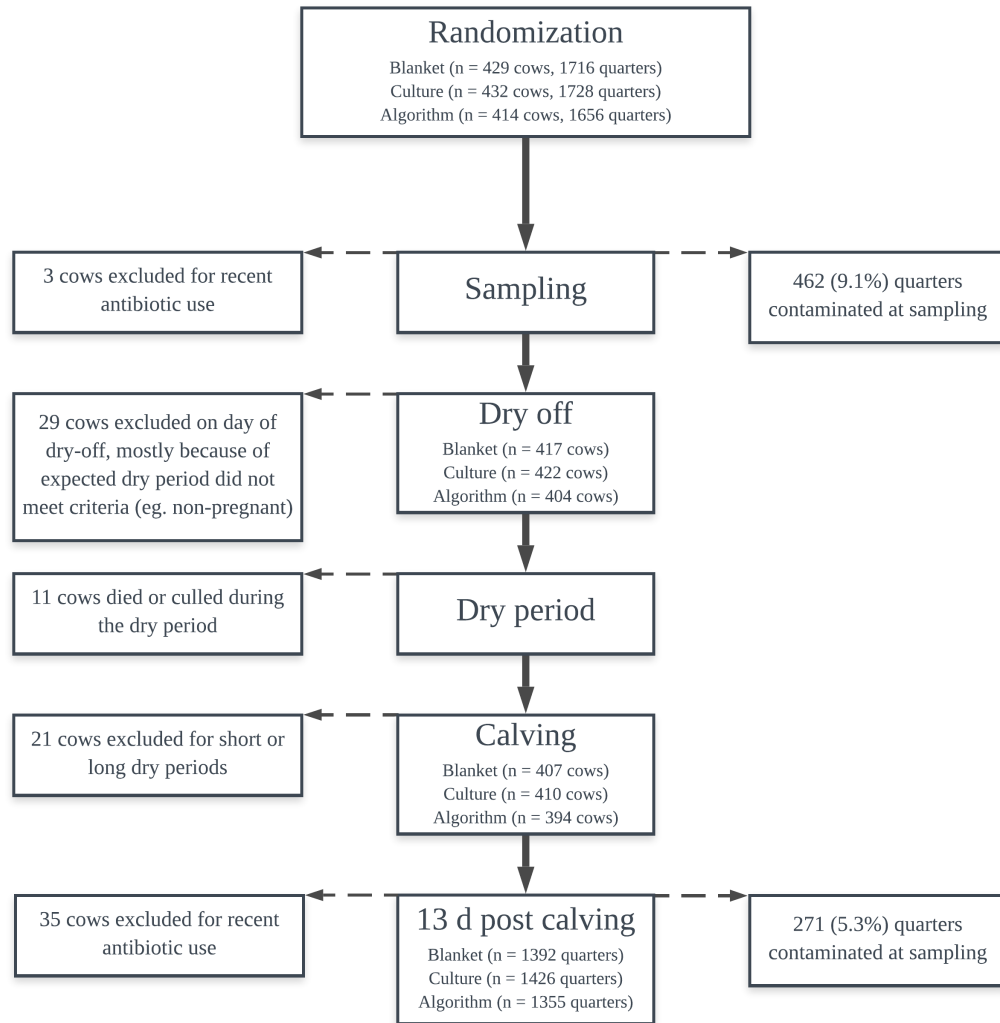 Randomization
Blanket (n = 429 cows, 1716 quarters)
Culture (n = 432 cows, 1728 quarters)
Algorithm (n = 414 cows, 1656 quarters)
3 cows excluded for recent
antibiotic use
Sampling
462 (9.1%) quarters
contaminated at sampling
29 cows excluded on day of
dry-off, mostly because of
expected dry period did not
meet criteria (eg. non-pregnant)
Dry off
Blanket (n = 417 cows)
Culture (n = 422 cows)
Algorithm (n = 404 cows)
11 cows died or culled during
the dry period
Dry period
21 cows excluded for short or
long dry periods
Calving
Blanket (n = 407 cows)
Culture (n = 410 cows)
Algorithm (n = 394 cows)
35 cows excluded for recent
antibiotic use
13 d post calving
Blanket (n = 1392 quarters)
Culture (n = 1426 quarters)
Algorithm (n = 1355 quarters)
271 (5.3%) quarters
contaminated at sampling